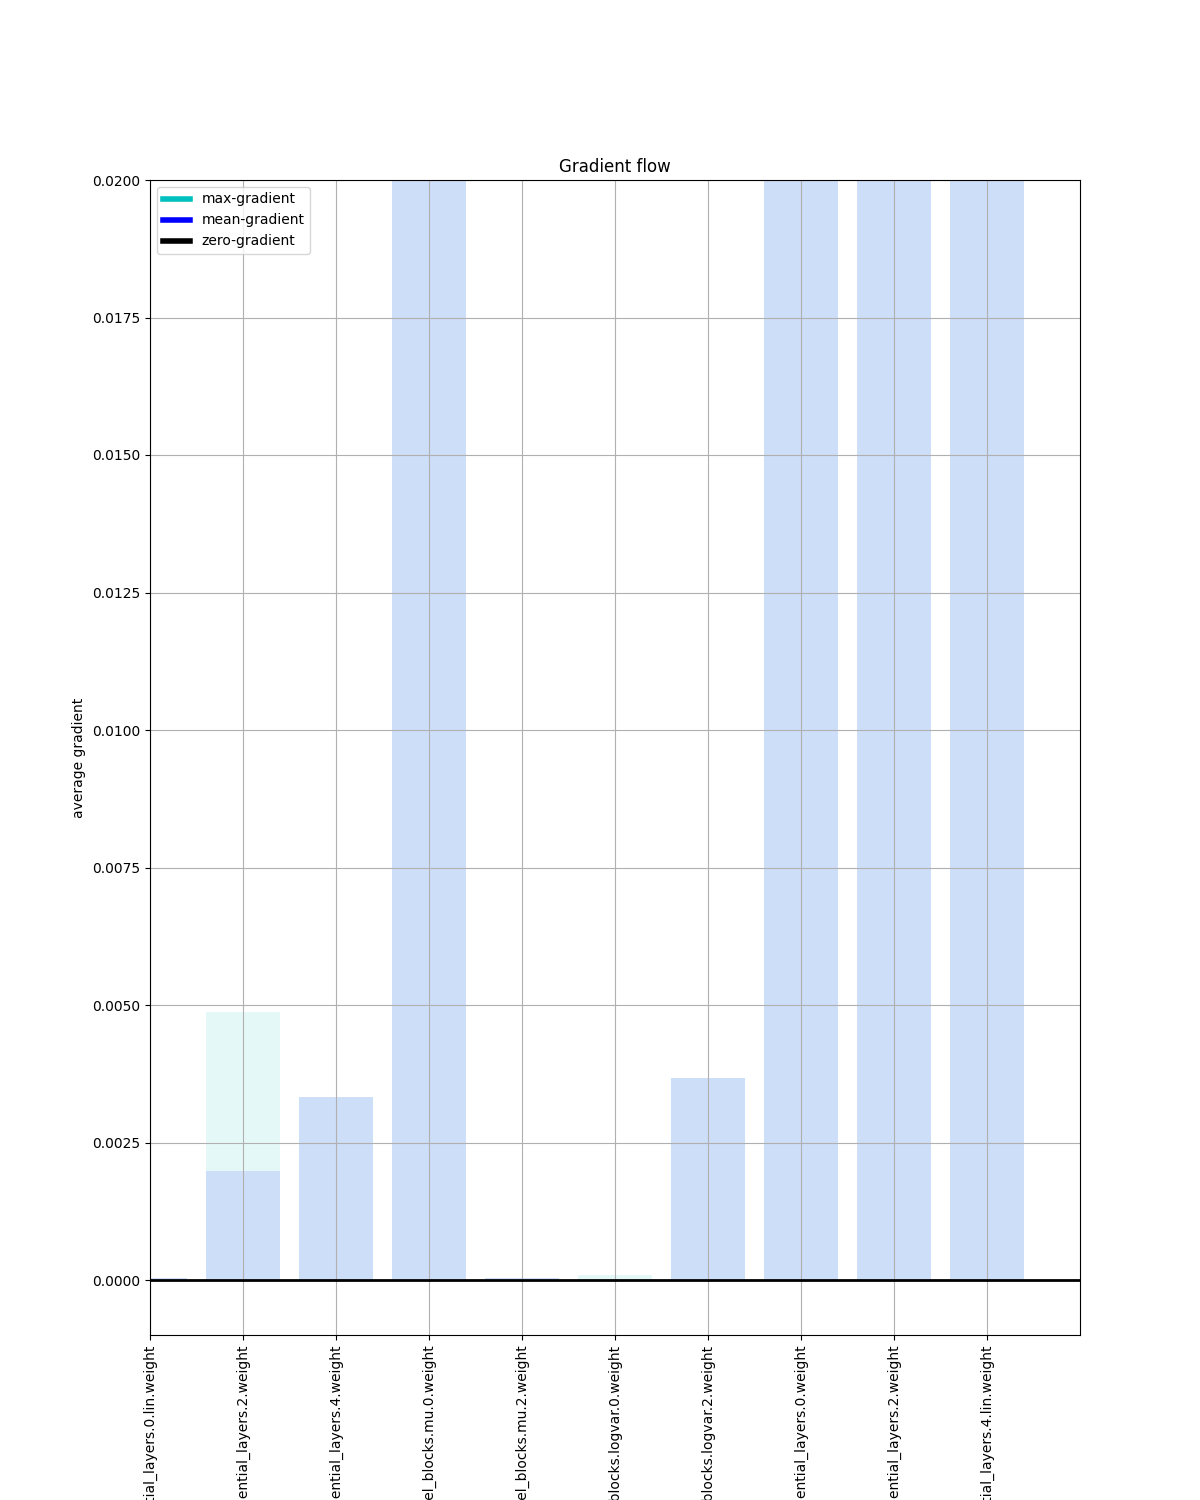 Gradient flow
max-gradient
mean-gradient
zero-gradient
0.0200
0.0175
0.0150
0.0125
0.0100
0.0075
0.0050
0.0025
0.0000
average gradient
tial_layers.0.lin.weight
ential_layers.2.weight
ential_layers.4.weight
el_blocks.mu.0.weight
el_blocks.mu.2.weight
blocks.logvar.0.weight
blocks.logvar.2.weight
ential_layers.0.weight
ential_layers.2.weight
tial_layers.4.lin.weight